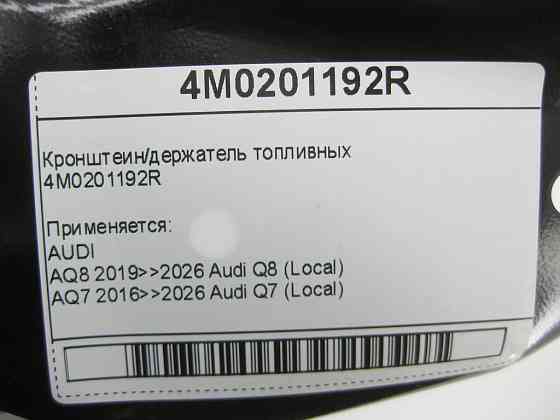 4M0201192R
Кронштеин/держатель топливных
4M0201192R
Применяется:
AUDI
AQ8 2019>>2026 Audi Q8 (Local)
AQ7 2016>>2026 Audi Q7 (Local)